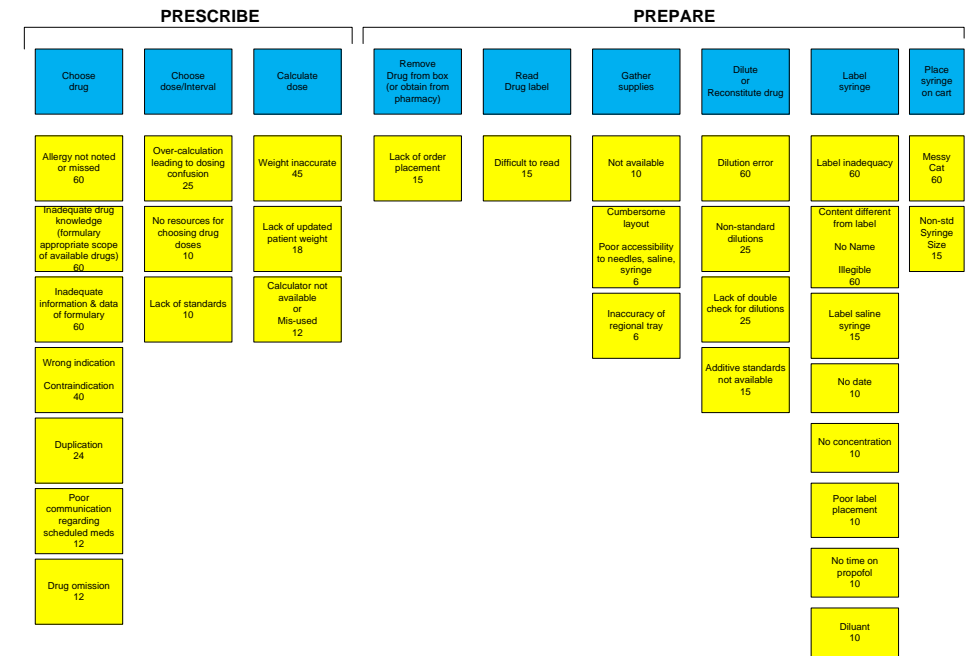 PRESCRIBE
PREPARE
Choose
drug
Choose
dose/Interval
Calculate
dose
Remove
Drug from box
(or obtain from
pharmacy)
Read
Drug label
Gather
supplies
Dilute
or
Reconstitute drug
Label
syringe
Place
syringe
on cart
Allergy not noted
or missed
60
Inadequate drug
knowledge
(formulary
appropriate scope
of available drugs)
60
Inadequate
information & data
of formulary
60
Wrong indication
Contraindication
40
Duplication
24
Poor
communication
regarding
scheduled meds
12
Drug omission
12
Over-calculation
leading to dosing
confusion
25
No resources for
choosing drug
doses
10
Lack of standards
10
Weight inaccurate
45
Lack of updated
patient weight
18
Calculator not
available
or
Mis-used
12
Lack of order
placement
15
Difficult to read
15
Not available
10
Cumbersome
layout
Poor accessibility
to needles, saline,
syringe
6
Inaccuracy of
regional tray
6
Dilution error
60
Non-standard
dilutions
25
Lack of double
check for dilutions
25
Additive standards
not available
15
Label inadequacy
60
Content different
from label
No Name
Illegible
60
Label saline
syringe
15
No date
10
No concentration
10
Poor label
placement
10
No time on
propofol
10
Diluant
10
Messy
Cat
60
Non-std
Syringe
Size
15